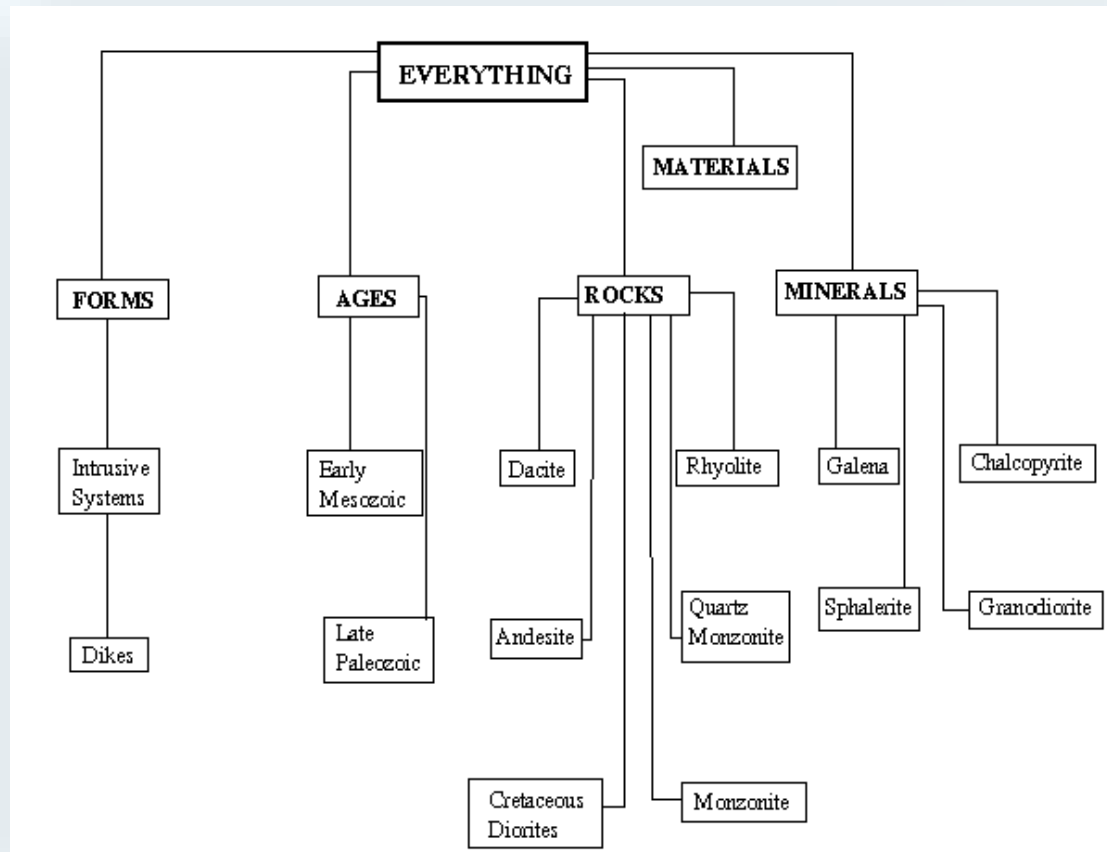 EVERYTHING
MATERIALS
FORMS
AGES
ROCKS
MINERALS
Intrusive
Systems
Early
Mesozoic
Dacite
Rhyolite
Galena
Chalcopyrite
Dikes
Late
Paleozoic
Andesite
Quartz
Monzonite
Sphalerite
Granodiorite
Cretaceous
Diorites
Monzonite